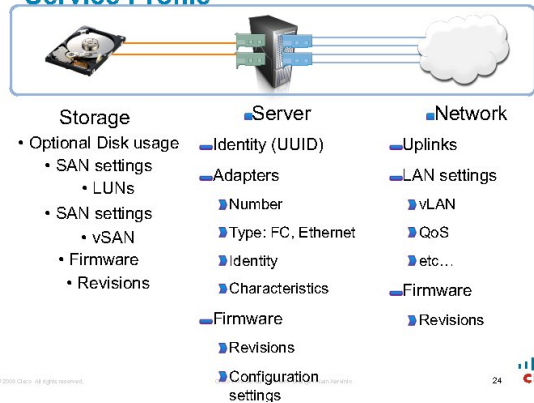 Service Profile
Storage
• Optional Disk usage
• SAN settings
• LUNs
• SAN settings
• vSAN
• Firmware
• Revisions
Server
Identity (UUID)
Adapters
Number
Type: FC, Ethernet
Identity
Characteristics
Firmware
Revisions
Configuration
settings
Network
Uplinks
LAN settings
vLAN
QoS
etc…
Firmware
Revisions
Cisco. All rights reserved.
24